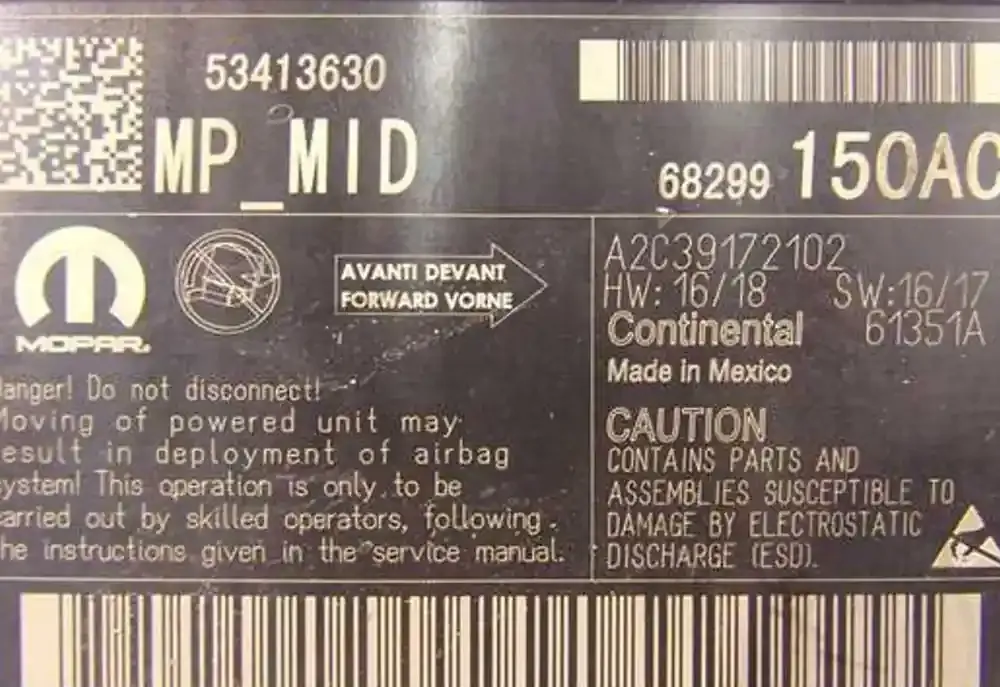 53413630
MP_MID
68299 150AC
MOPAR
AVANTI DEVANT
FORWARD VORNE
A2C39172102
HW: 16/18 SW:16/17
Continental 61351A
Made in Mexico
anger! Do not disconnect!
Moving of powered unit may
esult in deployment of airbag
system! This operation is only to be
carried out by skilled operators, following
the instructions given in the service manual.
CAUTION
CONTAINS PARTS AND
ASSEMBLIES SUSCEPTIBLE TO
DAMAGE BY ELECTROSTATIC
DISCHARGE (ESD).